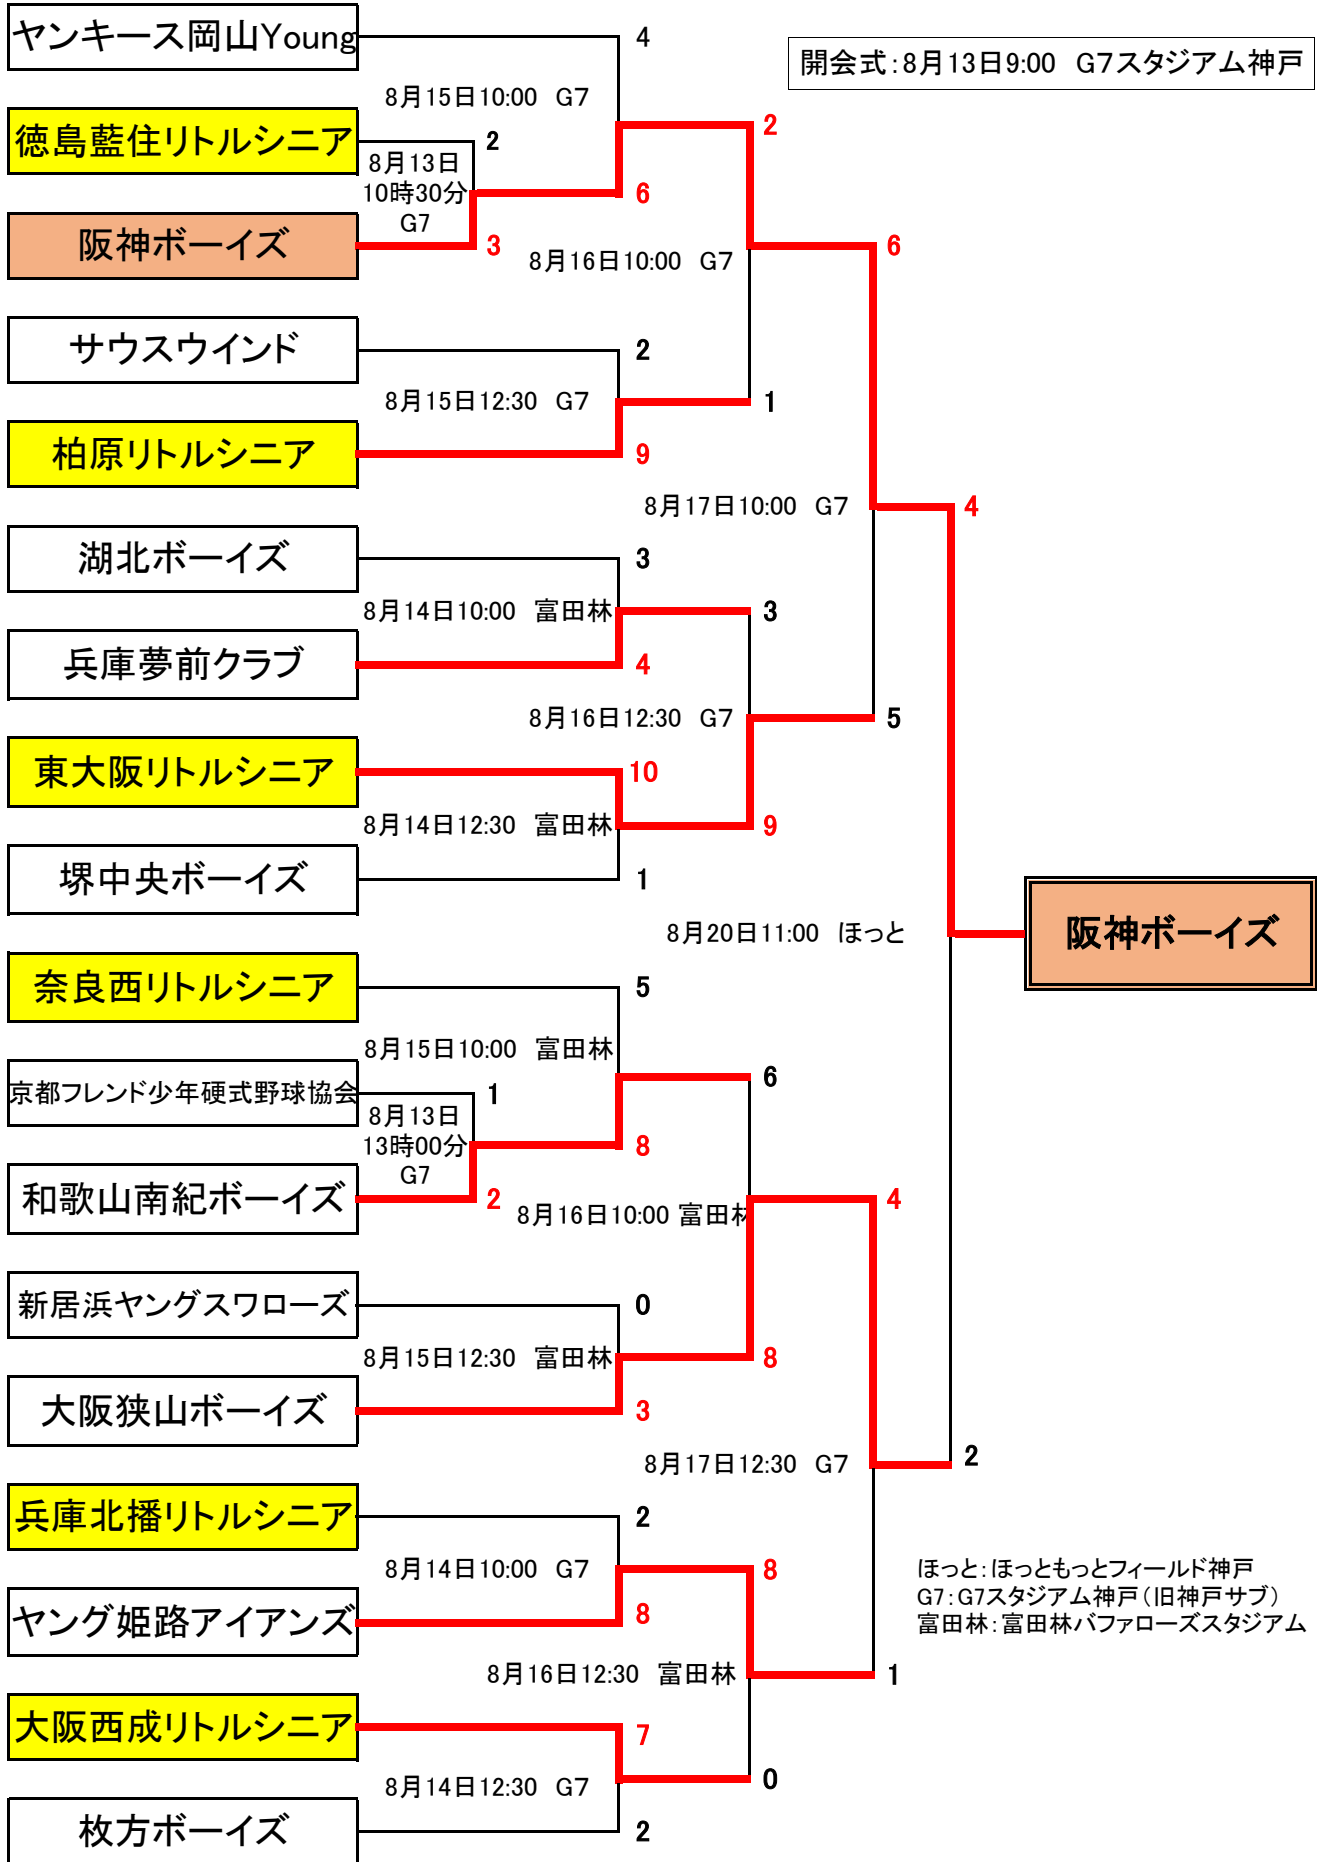 ヤンキース岡山Young
4
開会式:8月13日9:00 G7スタジアム神戸
8月15日10:00 G7
2
徳島藍住リトルシニア
2
8月13日
10時30分
G7
6
阪神ボーイズ
3
6
8月16日10:00 G7
サウスウインド
2
8月15日12:30 G7
1
柏原リトルシニア
9
8月17日10:00 G7
4
湖北ボーイズ
3
8月14日10:00 富田林
3
兵庫夢前クラブ
4
8月16日12:30 G7
5
東大阪リトルシニア
10
8月14日12:30 富田林
9
堺中央ボーイズ
1
8月20日11:00 ほっと
阪神ボーイズ
奈良西リトルシニア
5
8月15日10:00 富田林
6
京都フレンド少年硬式野球協会
1
8月13日
13時00分
G7
8
和歌山南紀ボーイズ
2
4
8月16日10:00 富田林
新居浜ヤングスワローズ
0
8月15日12:30 富田林
8
大阪狭山ボーイズ
3
8月17日12:30 G7
2
兵庫北播リトルシニア
2
8月14日10:00 G7
8
ほっと:ほっともっとフィールド神戸
G7:G7スタジアム神戸(旧神戸サブ)
富田林:富田林バファローズスタジアム
ヤング姫路アイアンズ
8
8月16日12:30 富田林
1
大阪西成リトルシニア
7
8月14日12:30 G7
0
枚方ボーイズ
2